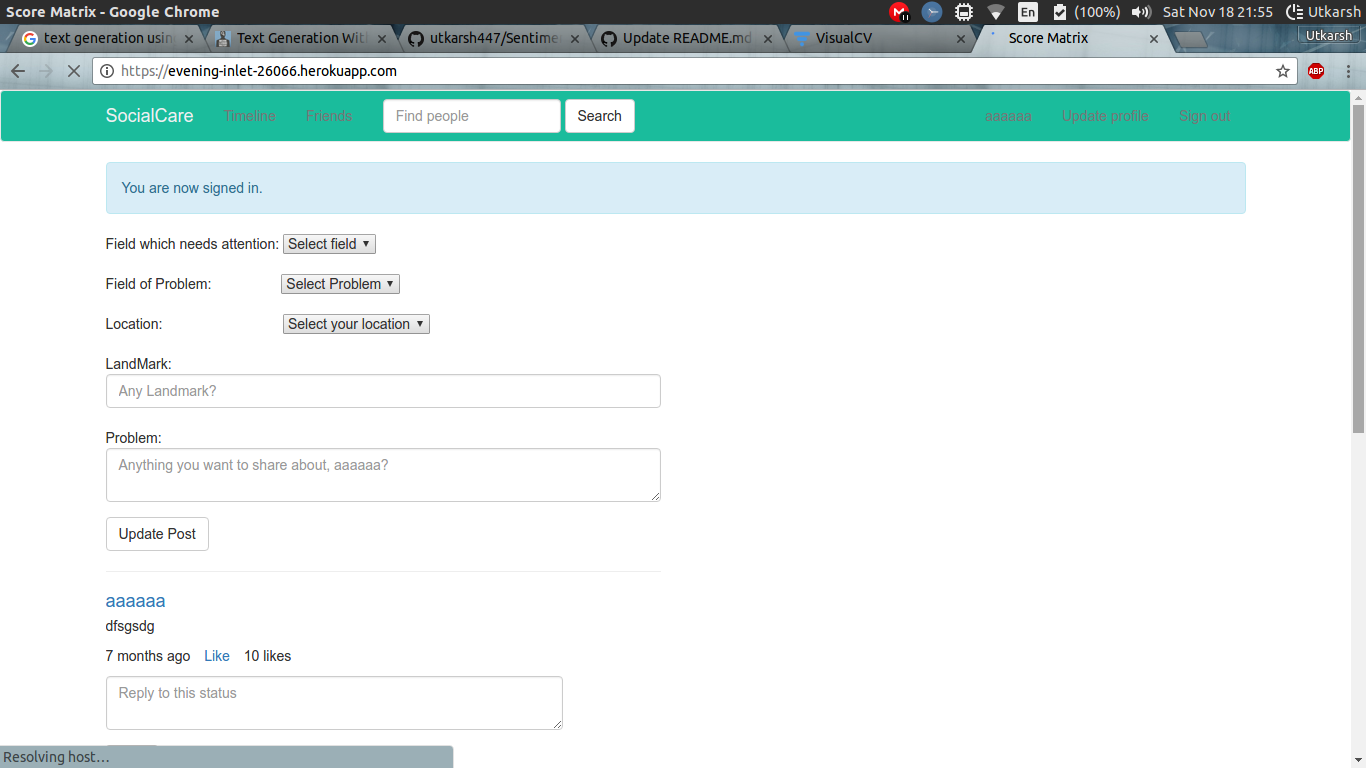 Score Matrix - Google Chrome En (100%) Sat Nov 18 21:55 Utkarsh
text generation usin Text Generation Wit utkarsh447/Sentime Update README.md VisualCV Score Matrix Utkarsh
https://evening-inlet-26066.herokuapp.com ABP
SocialCare Timeline Friends Find people Search aaaaaa Update profile Sign out
You are now signed in.
Field which needs attention: Select field
Field of Problem: Select Problem
Location: Select your location
LandMark:
Any Landmark?
Problem:
Anything you want to share about, aaaaaa?
Update Post
aaaaaa
dfsgsdg
7 months ago Like 10 likes
Reply to this status
Resolving host…